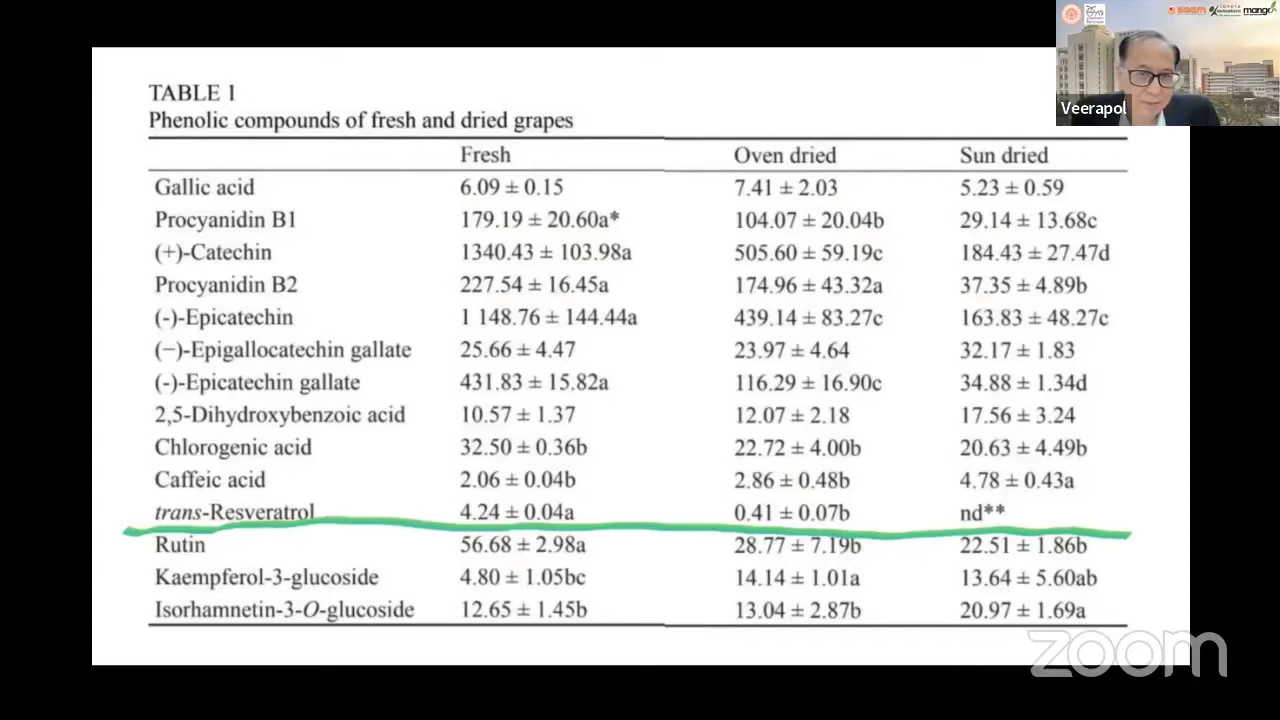 SOOM TOYOTA mango
Veerapol
TABLE 1
Phenolic compounds of fresh and dried grapes
Fresh Oven dried Sun dried
Gallic acid 6.09 ± 0.15 7.41 ± 2.03 5.23 ± 0.59
Procyanidin B1 179.19 ± 20.60a* 104.07 ± 20.04b 29.14 ± 13.68c
(+)-Catechin 1340.43 ± 103.98a 505.60 ± 59.19c 184.43 ± 27.47d
Procyanidin B2 227.54 ± 16.45a 174.96 ± 43.32a 37.35 ± 4.89b
(-)-Epicatechin 1 148.76 ± 144.44a 439.14 ± 83.27c 163.83 ± 48.27c
(−)-Epigallocatechin gallate 25.66 ± 4.47 23.97 ± 4.64 32.17 ± 1.83
(-)-Epicatechin gallate 431.83 ± 15.82a 116.29 ± 16.90c 34.88 ± 1.34d
2,5-Dihydroxybenzoic acid 10.57 ± 1.37 12.07 ± 2.18 17.56 ± 3.24
Chlorogenic acid 32.50 ± 0.36b 22.72 ± 4.00b 20.63 ± 4.49b
Caffeic acid 2.06 ± 0.04b 2.86 ± 0.48b 4.78 ± 0.43a
trans-Resveratrol 4.24 ± 0.04a 0.41 ± 0.07b nd**
Rutin 56.68 ± 2.98a 28.77 ± 7.19b 22.51 ± 1.86b
Kaempferol-3-glucoside 4.80 ± 1.05bc 14.14 ± 1.01a 13.64 ± 5.60ab
Isorhamnetin-3-O-glucoside 12.65 ± 1.45b 13.04 ± 2.87b 20.97 ± 1.69a
zoom